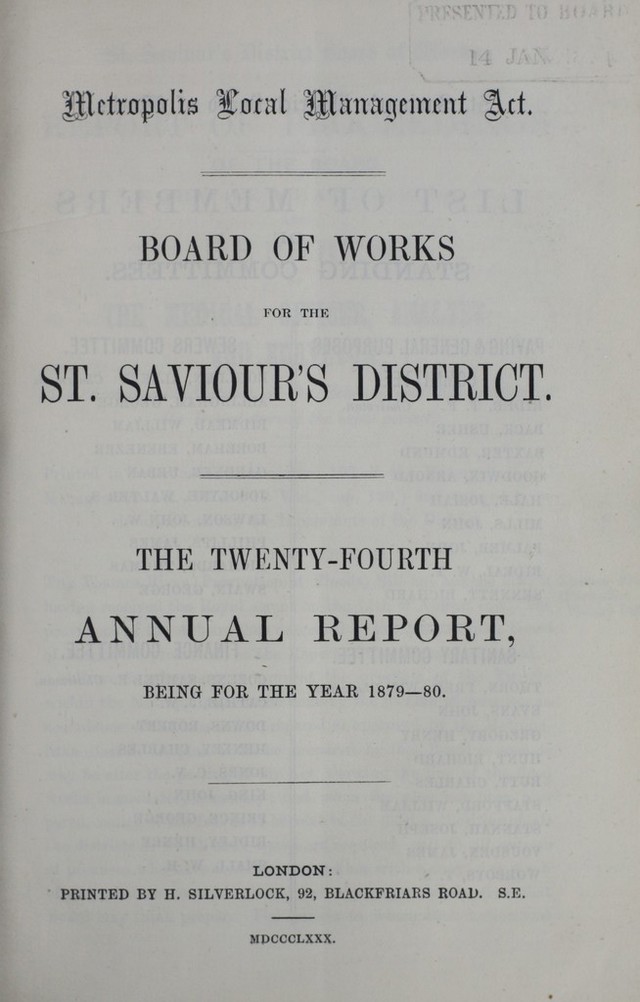 PRESENTED TO BOARD
14 JAN
Metropolis Local Management Act.
BOARD OF WORKS
FOR THE
ST. SAVIOUR'S DISTRICT.
THE TWENTY-FOURTH
ANNUAL REPORT,
BEING FOR THE YEAR 1879—80.
LONDON:
PRINTED BY H. SILVERLOCK, 92, BLACKFRIARS ROAD. S.E.
MDCCCLXXX.